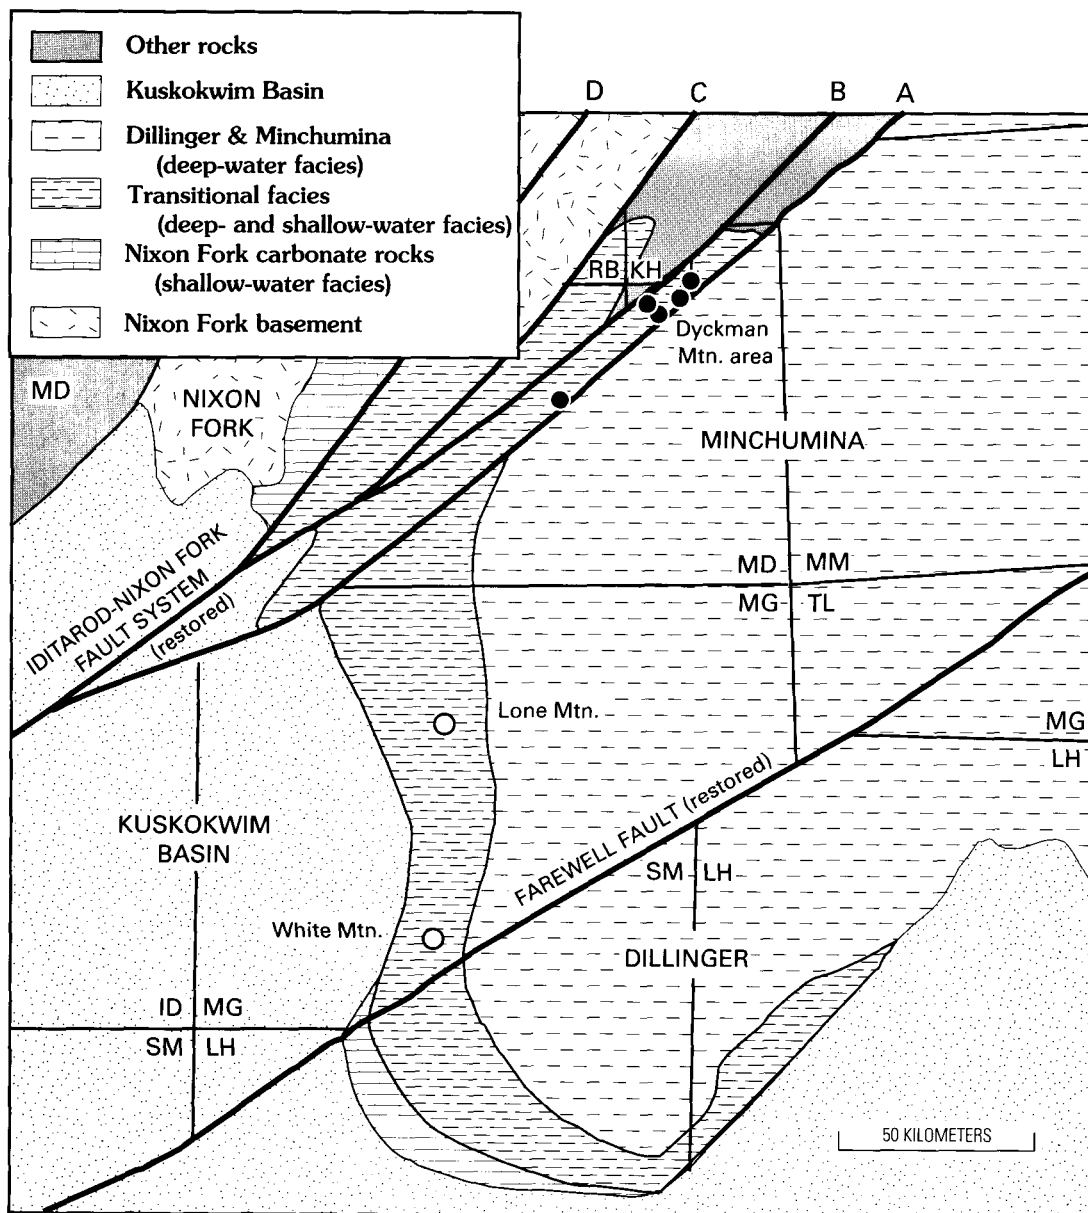 Other rocks
Kuskokwim Basin
Dillinger & Minchumina
(deep-water facies)
Transitional facies
(deep- and shallow-water facies)
Nixon Fork carbonate rocks
(shallow-water facies)
Nixon Fork basement
D
C
B
A
RB
KH
Dyckman
Mtn. area
MD
NIXON
FORK
MINCHUMINA
MD
MM
MG
TL
IDITAROD-NIXON FORK
FAULT SYSTEM
(restored)
Lone Mtn.
MG
LH
KUSKOKWIM
BASIN
FAREWELL FAULT (restored)
SM
LH
White Mtn.
DILLINGER
ID
MG
SM
LH
50 KILOMETERS